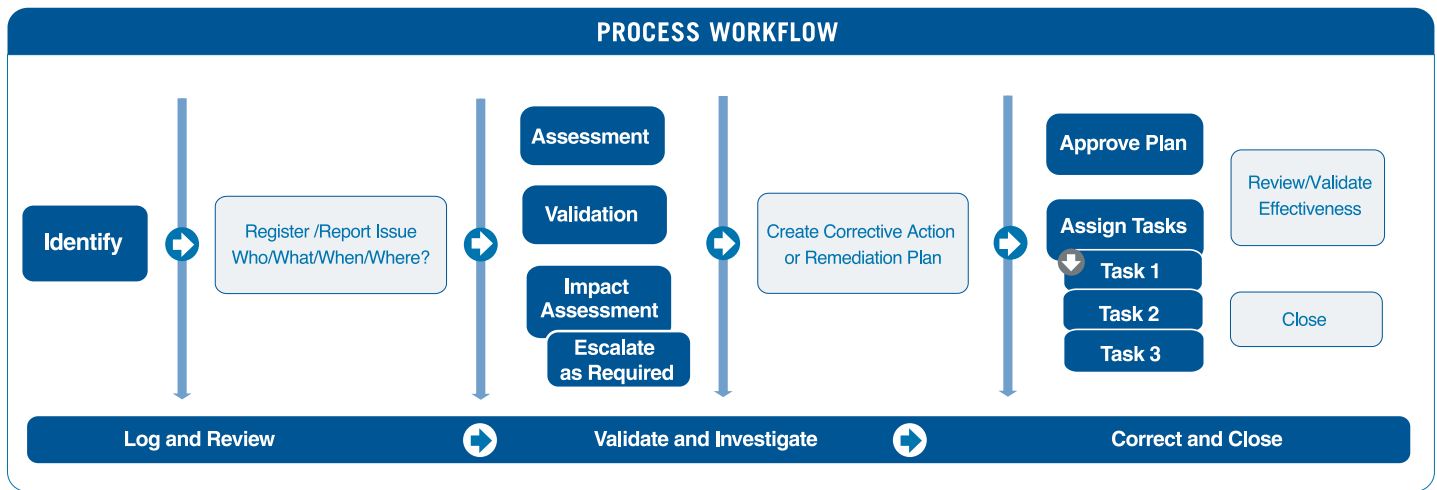 PROCESS WORKFLOW
Identify
Register /Report Issue
Who/What/When/Where?
Assessment
Validation
Impact
Assessment
Escalate
as Required
Create Corrective Action
or Remediation Plan
Approve Plan
Assign Tasks
Task 1
Task 2
Task 3
Review/Validate
Effectiveness
Close
Log and Review
Validate and Investigate
Correct and Close